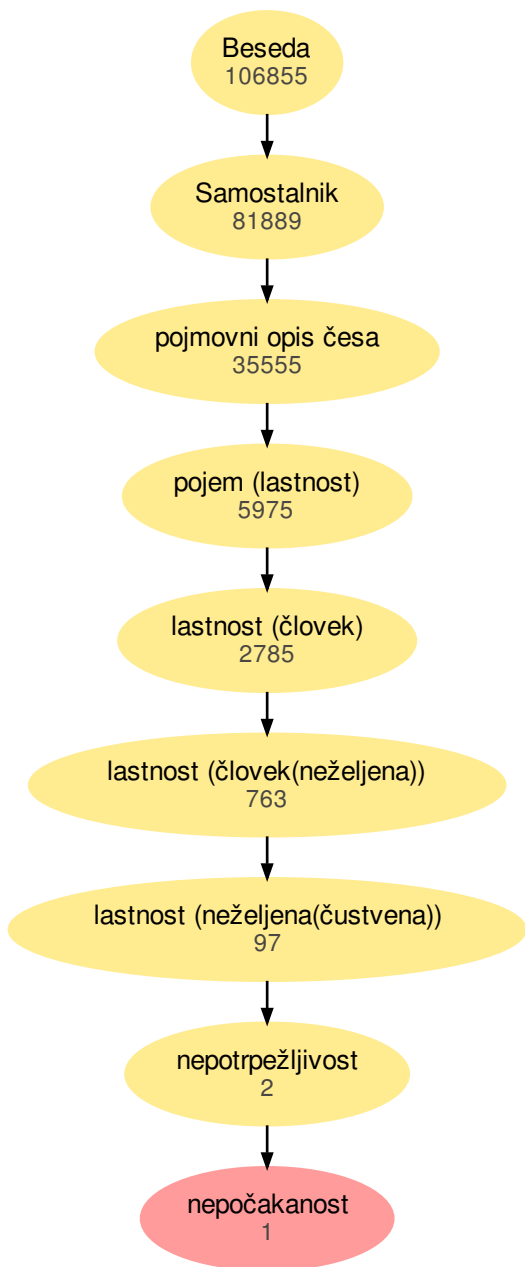 Beseda
106855
Samostalnik
81889
pojmovni opis česa
35555
pojem (lastnost)
5975
lastnost (človek)
2785
lastnost (človek(neželjena))
763
lastnost (neželjena(čustvena))
97
nepotrpežljivost
2
nepočakanost
1